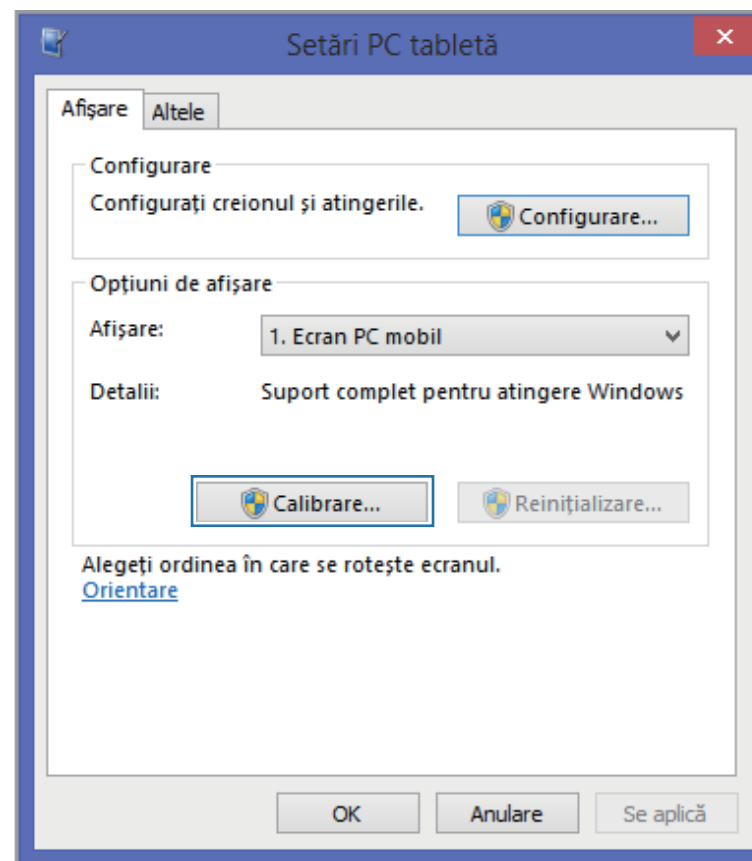 Setări PC tabletă
Afișare
Altele
Configurare
Configurați creionul și atingerile.
Configurare...
Opțiuni de afișare
Afișare:
1. Ecran PC mobil
Detalii:
Suport complet pentru atingere Windows
Calibrare...
Reinițializare...
Alegeți ordinea în care se rotește ecranul.
Orientare
OK
Anulare
Se aplică